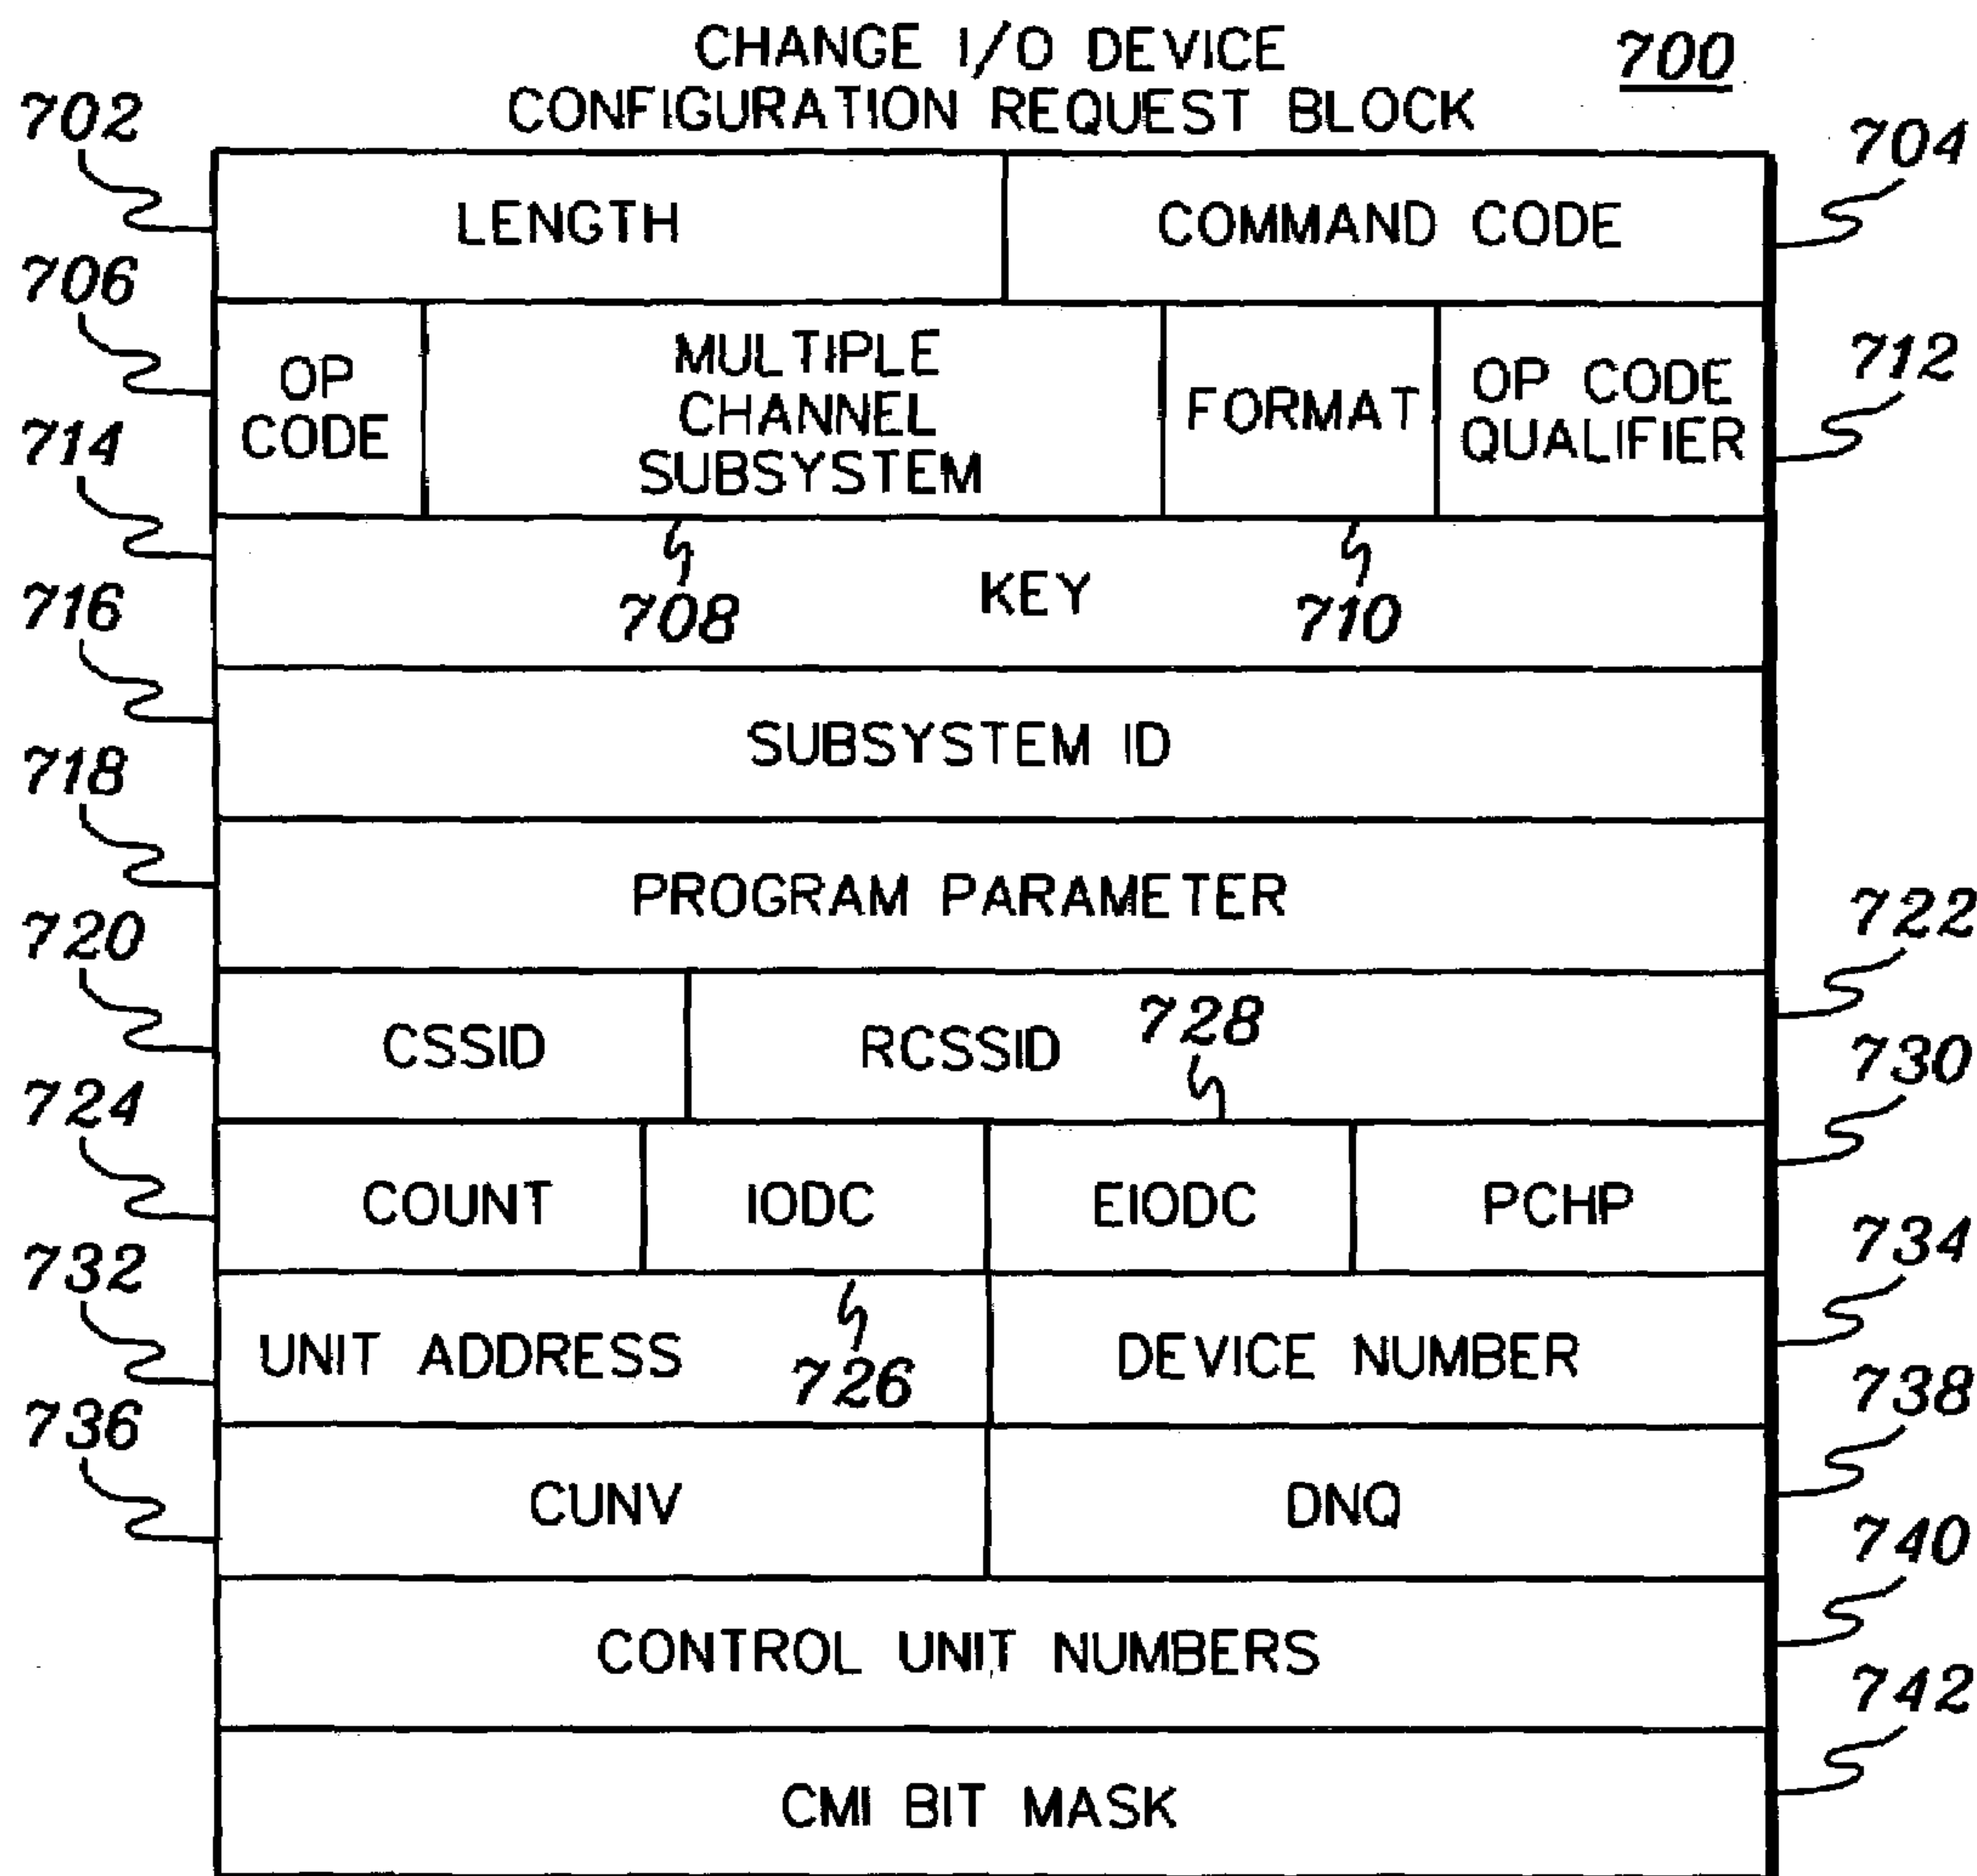 CHANGE I/O DEVICE
CONFIGURATION REQUEST BLOCK
700
702
704
LENGTH
COMMAND CODE
706
712
OP
CODE
MULTIPLE
CHANNEL
SUBSYSTEM
FORMAT
OP CODE
QUALIFIER
714
KEY
708
710
716
SUBSYSTEM ID
718
PROGRAM PARAMETER
720
722
CSSID
RCSSID
728
724
730
COUNT
IODC
EIODC
PCHP
732
734
UNIT ADDRESS
726
DEVICE NUMBER
736
738
CUNV
DNQ
740
CONTROL UNIT NUMBERS
742
CMI BIT MASK